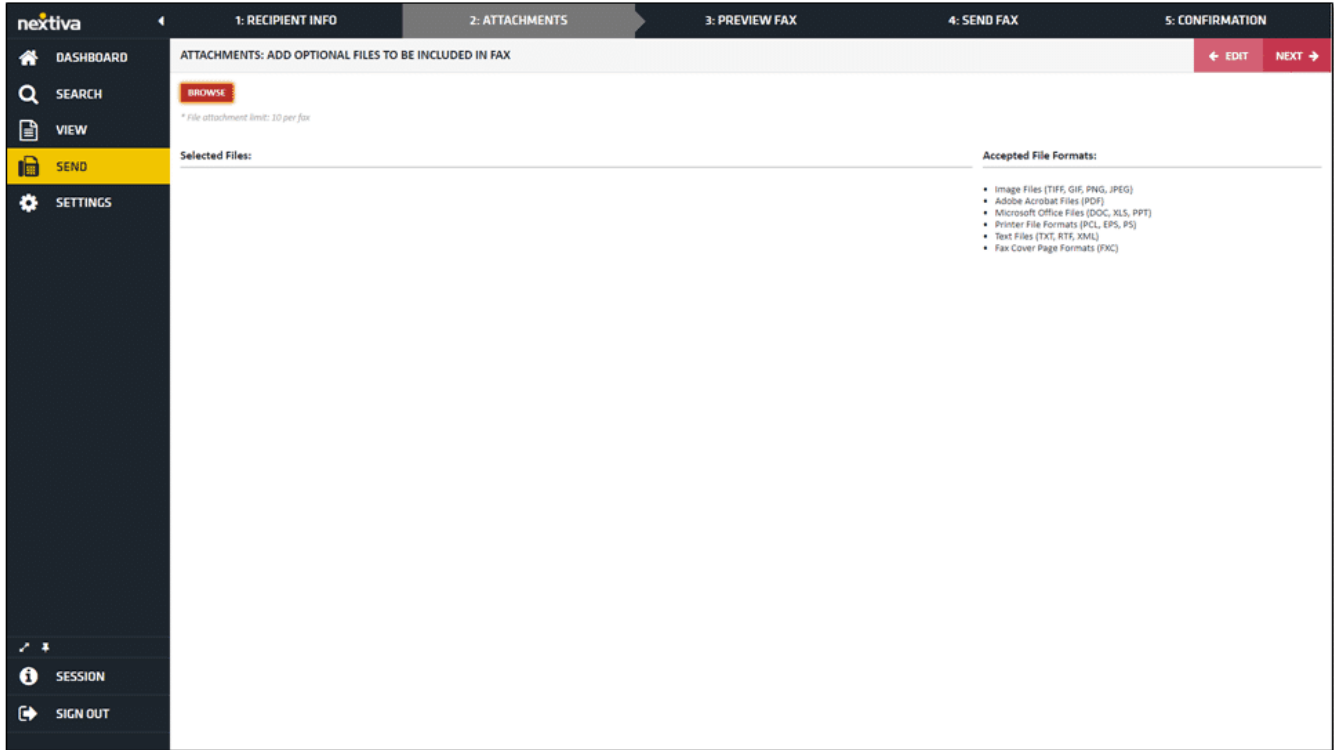 nextiva
1: RECIPIENT INFO
2: ATTACHMENTS
3: PREVIEW FAX
4: SEND FAX
5: CONFIRMATION
DASHBOARD
SEARCH
VIEW
SEND
SETTINGS
ATTACHMENTS: ADD OPTIONAL FILES TO BE INCLUDED IN FAX
EDIT
NEXT
BROWSE
* File attachment limit: 10 per fax
Selected Files:
Accepted File Formats:
• Image Files (TIFF, GIF, PNG, JPEG)
• Adobe Acrobat Files (PDF)
• Microsoft Office Files (DOC, XLS, PPT)
• Printer File Formats (PCL, EPS, PS)
• Text Files (TXT, RTF, XML)
• Fax Cover Page Formats (FXC)
SESSION
SIGN OUT